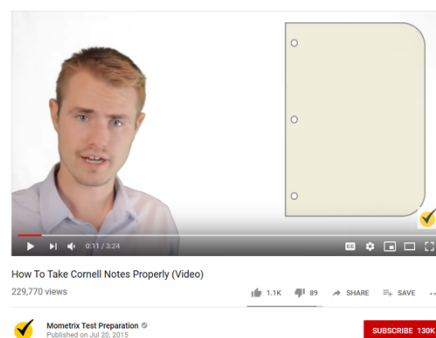 0:11 / 3:24
How To Take Cornell Notes Properly (Video)
229,770 views
1.1K 89 SHARE SAVE
Mometrix Test Preparation
Published on Jul 20, 2015
SUBSCRIBE 130K